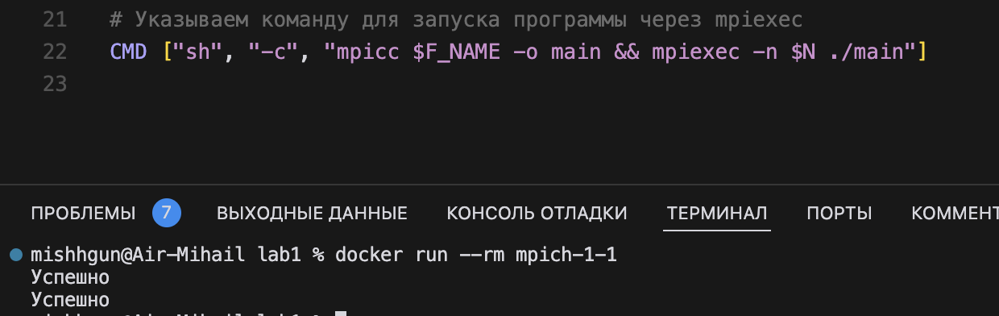 21 # Указываем команду для запуска программы через mpiexec
22 CMD ["sh", "-c", "mpicc $F_NAME -o main && mpiexec -n $N ./main"]
23
ПРОБЛЕМЫ 7 ВЫХОДНЫЕ ДАННЫЕ КОНСОЛЬ ОТЛАДКИ ТЕРМИНАЛ ПОРТЫ КОММЕНТ
mishhgun@Air-Mihail lab1 % docker run --rm mpich-1-1
Успешно
Успешно